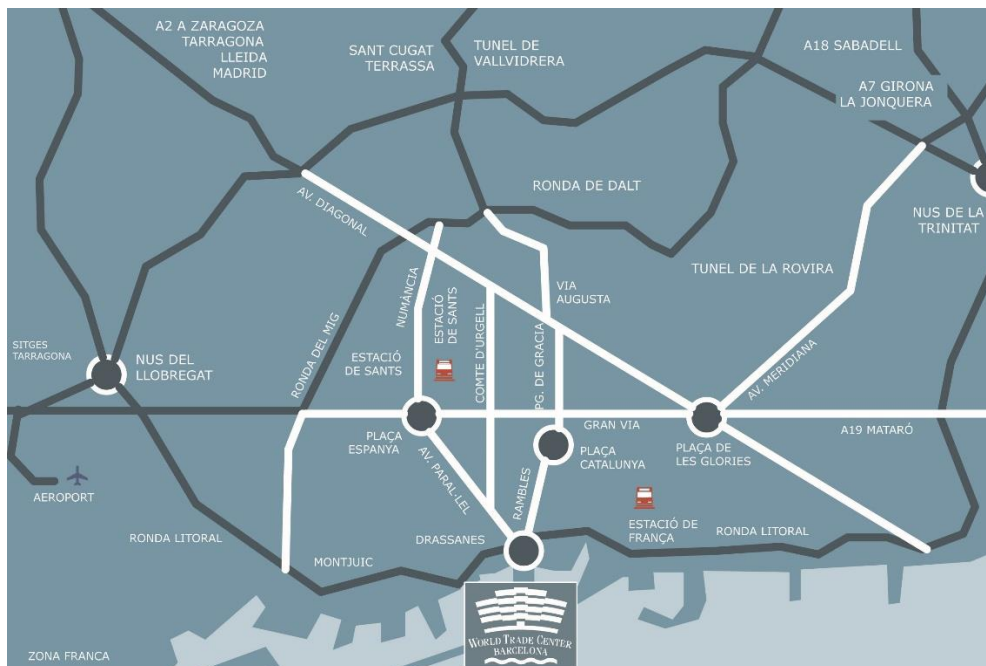 A2 A ZARAGOZA
TARRAGONA
LLEIDA
MADRID
SANT CUGAT
TERRASSA
TUNEL DE
VALLVIDRERA
A18 SABADELL
A7 GIRONA
LA JONQUERA
RONDA DE DALT
AV. DIAGONAL
NUS DE LA
TRINITAT
TUNEL DE LA ROVIRA
VIA
AUGUSTA
NUMÀNCIA
ESTACIÓ
DE SANTS
COMTE D'URGELL
PG. DE GRACIA
RONDA DEL MIG
SITGES
TARRAGONA
NUS DEL
LLOBREGAT
ESTACIÓ
DE SANTS
AV. MERIDIANA
GRAN VIA
A19 MATARÓ
PLAÇA
ESPANYA
AV. PARAL·LEL
PLAÇA
CATALUNYA
PLAÇA DE
LES GLORIES
AEROPORT
RAMBLES
RONDA LITORAL
MONTJUIC
DRASSANES
ESTACIÓ DE
FRANÇA
RONDA LITORAL
WORLD TRADE CENTER
BARCELONA
ZONA FRANCA